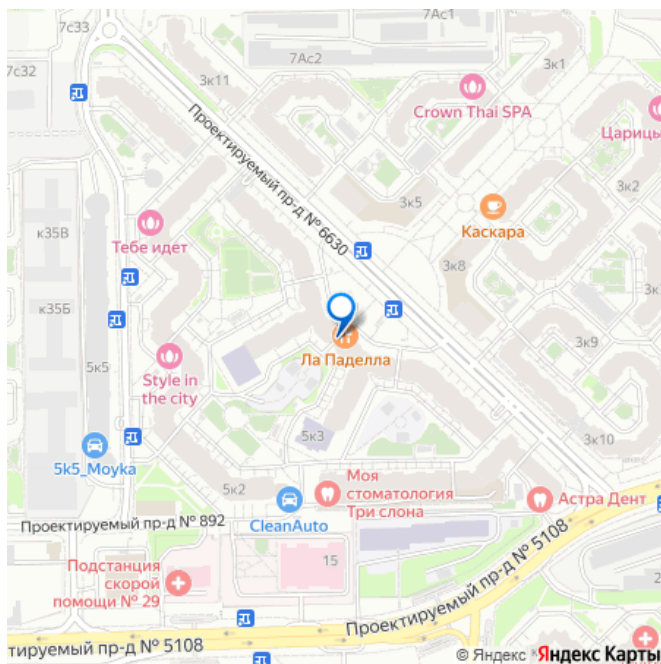 7с33
7Ас1
7Ас2
7с32
3к11
3к1
Crown Thai SPA
Царицы
Проектируемый пр-д № 6630
3к2
3к5
к35В
Каскара
Тебе идет
3к8
к35Б
3к9
5к5
Ла Паделла
Style in
the city
5к3
3к10
5k5_Moyka
5к2
Моя
стоматология
Три слона
Астра Дент
CleanAuto
Проектируемый пр-д № 892
Подстанция
скорой
помощи № 29
15
Проектируемый пр-д № 5108
тируемый пр-д № 5108
© Яндекс
Яндекс Карты